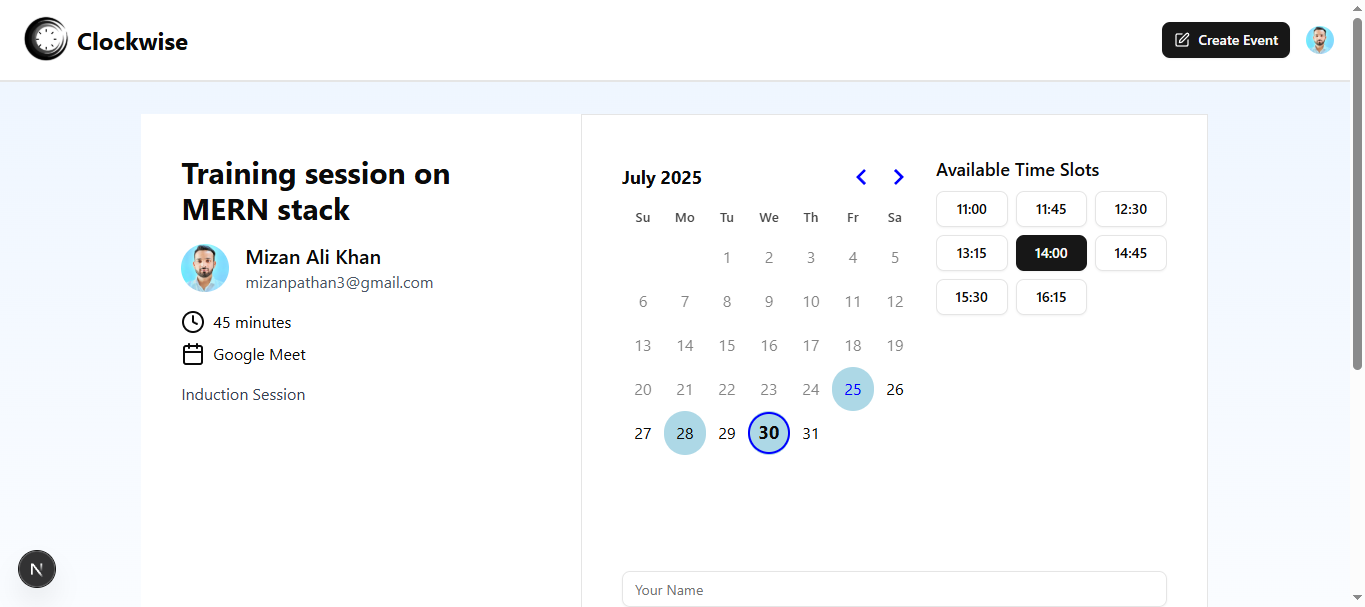 Clockwise
Create Event
Training session on
MERN stack
Mizan Ali Khan
mizanpathan3@gmail.com
45 minutes
Google Meet
Induction Session
July 2025
Su Mo Tu We Th Fr Sa
1 2 3 4 5
6 7 8 9 10 11 12
13 14 15 16 17 18 19
20 21 22 23 24 25 26
27 28 29 30 31
Available Time Slots
11:00 11:45 12:30
13:15 14:00 14:45
15:30 16:15
Your Name
N